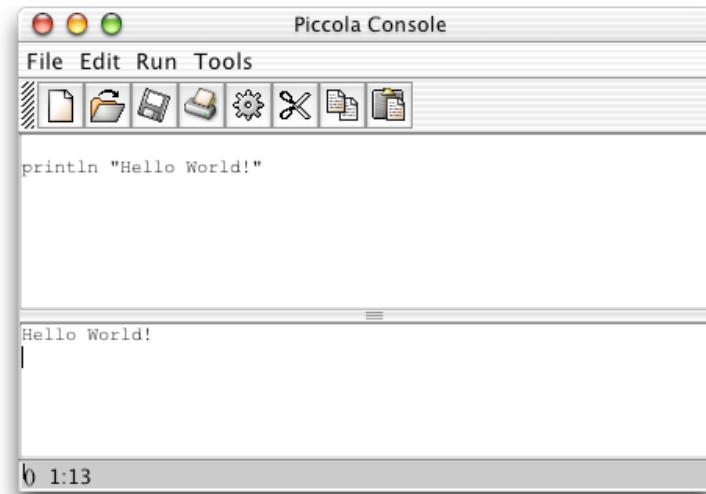 Piccola Console
File Edit Run Tools
println "Hello World!"
Hello World!
() 1:13